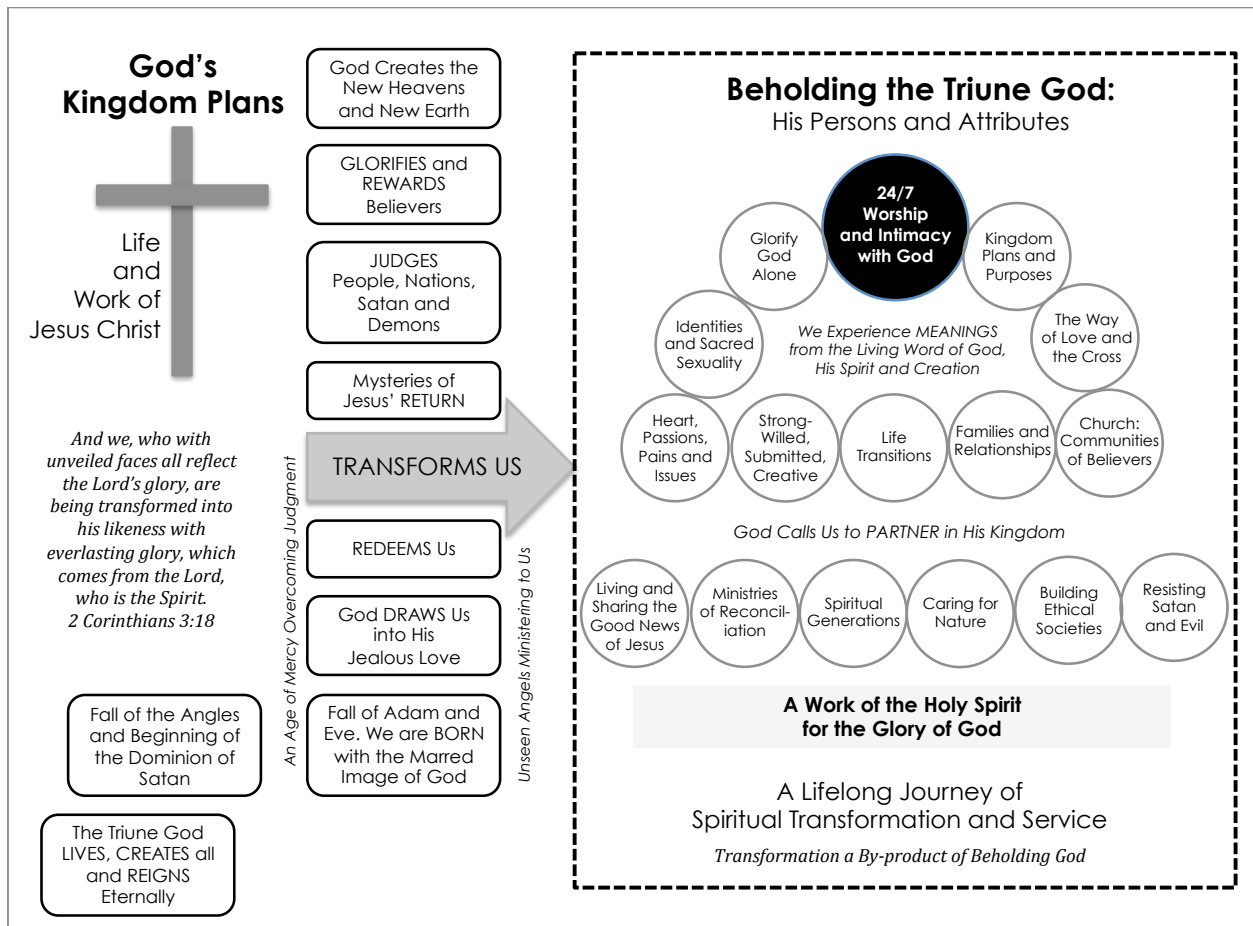 God's
Kingdom Plans
Life
and
Work of
Jesus Christ
And we, who with
unveiled faces all reflect
the Lord's glory, are
being transformed into
his likeness with
everlasting glory, which
comes from the Lord,
who is the Spirit.
2 Corinthians 3:18
Fall of the Angles
and Beginning of
the Dominion of
Satan
The Triune God
LIVES, CREATES all
and REIGNS
Eternally
An Age of Mercy Overcoming Judgment
God Creates the
New Heavens
and New Earth
GLORIFIES and
REWARDS
Believers
JUDGES
People, Nations,
Satan and
Demons
Mysteries of
Jesus' RETURN
TRANSFORMS US
REDEEMS Us
God DRAWS Us
into His
Jealous Love
Fall of Adam and
Eve. We are BORN
with the Marred
Image of God
Unseen Angels Ministering to Us
Beholding the Triune God:
His Persons and Attributes
24/7
Worship
and Intimacy
with God
Glorify
God
Alone
Kingdom
Plans and
Purposes
Identities
and Sacred
Sexuality
We Experience MEANINGS
from the Living Word of God,
His Spirit and Creation
The Way
of Love and
the Cross
Heart,
Passions,
Pains and
Issues
Strong-
Willed,
Submitted,
Creative
Life
Transitions
Families and
Relationships
Church:
Communities
of Believers
God Calls Us to PARTNER in His Kingdom
Living and
Sharing the
Good News
of Jesus
Ministries
of Reconcil-
iation
Spiritual
Generations
Caring for
Nature
Building
Ethical
Societies
Resisting
Satan
and Evil
A Work of the Holy Spirit
for the Glory of God
A Lifelong Journey of
Spiritual Transformation and Service
Transformation a By-product of Beholding God